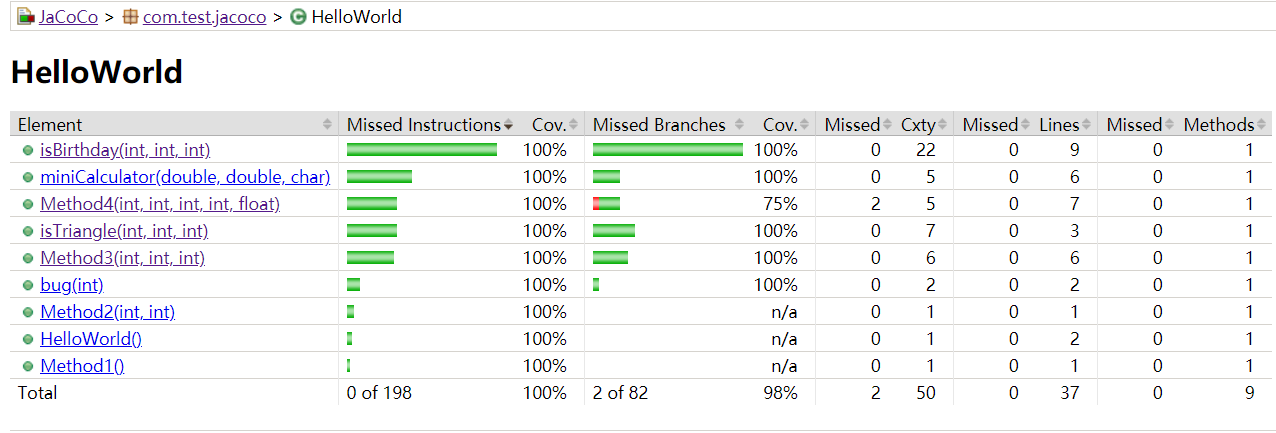 JaCoCo > com.test.jacoco > HelloWorld
HelloWorld
Element Missed Instructions Cov. Missed Branches Cov. Missed Cxty Missed Lines Missed Methods
isBirthday(int, int, int) 100% 100% 0 22 0 9 0 1
miniCalculator(double, double, char) 100% 100% 0 5 0 6 0 1
Method4(int, int, int, int, float) 100% 75% 2 5 0 7 0 1
isTriangle(int, int, int) 100% 100% 0 7 0 3 0 1
Method3(int, int, int) 100% 100% 0 6 0 6 0 1
bug(int) 100% 100% 0 2 0 2 0 1
Method2(int, int) 100% n/a 0 1 0 1 0 1
HelloWorld() 100% n/a 0 1 0 2 0 1
Method1() 100% n/a 0 1 0 1 0 1
Total 0 of 198 100% 2 of 82 98% 2 50 0 37 0 9